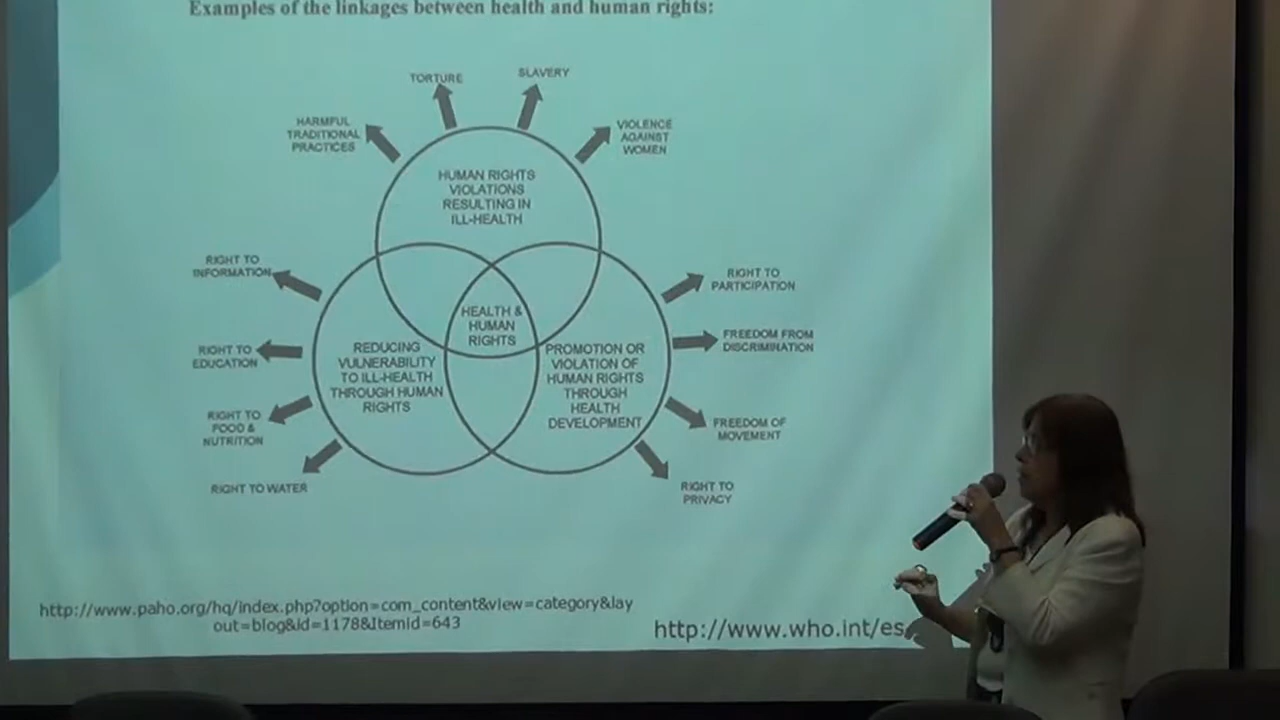 Examples of the linkages between health and human rights:
TORTURE
SLAVERY
HARMFUL
TRADITIONAL
PRACTICES
VIOLENCE
AGAINST
WOMEN
HUMAN RIGHTS
VIOLATIONS
RESULTING IN
ILL-HEALTH
RIGHT TO
INFORMATION
RIGHT TO
PARTICIPATION
HEALTH &
HUMAN
RIGHTS
RIGHT TO
EDUCATION
REDUCING
VULNERABILITY
TO ILL-HEALTH
THROUGH HUMAN
RIGHTS
PROMOTION OR
VIOLATION OF
HUMAN RIGHTS
THROUGH
HEALTH
DEVELOPMENT
FREEDOM FROM
DISCRIMINATION
RIGHT TO
FOOD &
NUTRITION
FREEDOM OF
MOVEMENT
RIGHT TO WATER
RIGHT TO
PRIVACY
http://www.paho.org/hq/index.php?option=com_content&view=category&lay
out=blog&id=1178&Itemid=643
http://www.who.int/es